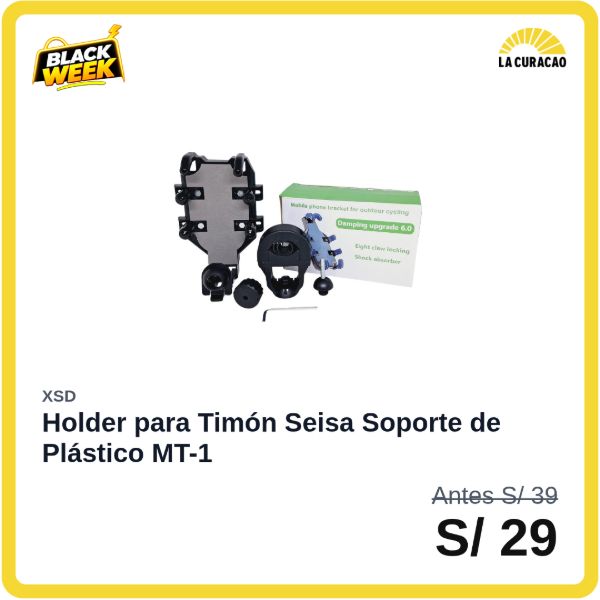 BLACK
WEEK
LA CURACAO
Mobile phone bracket for outdoor cycling
Damping upgrade 6.0
Eight claw locking
Shock absorber
XSD
Holder para Timón Seisa Soporte de
Plástico MT-1
Antes S/ 39
S/ 29